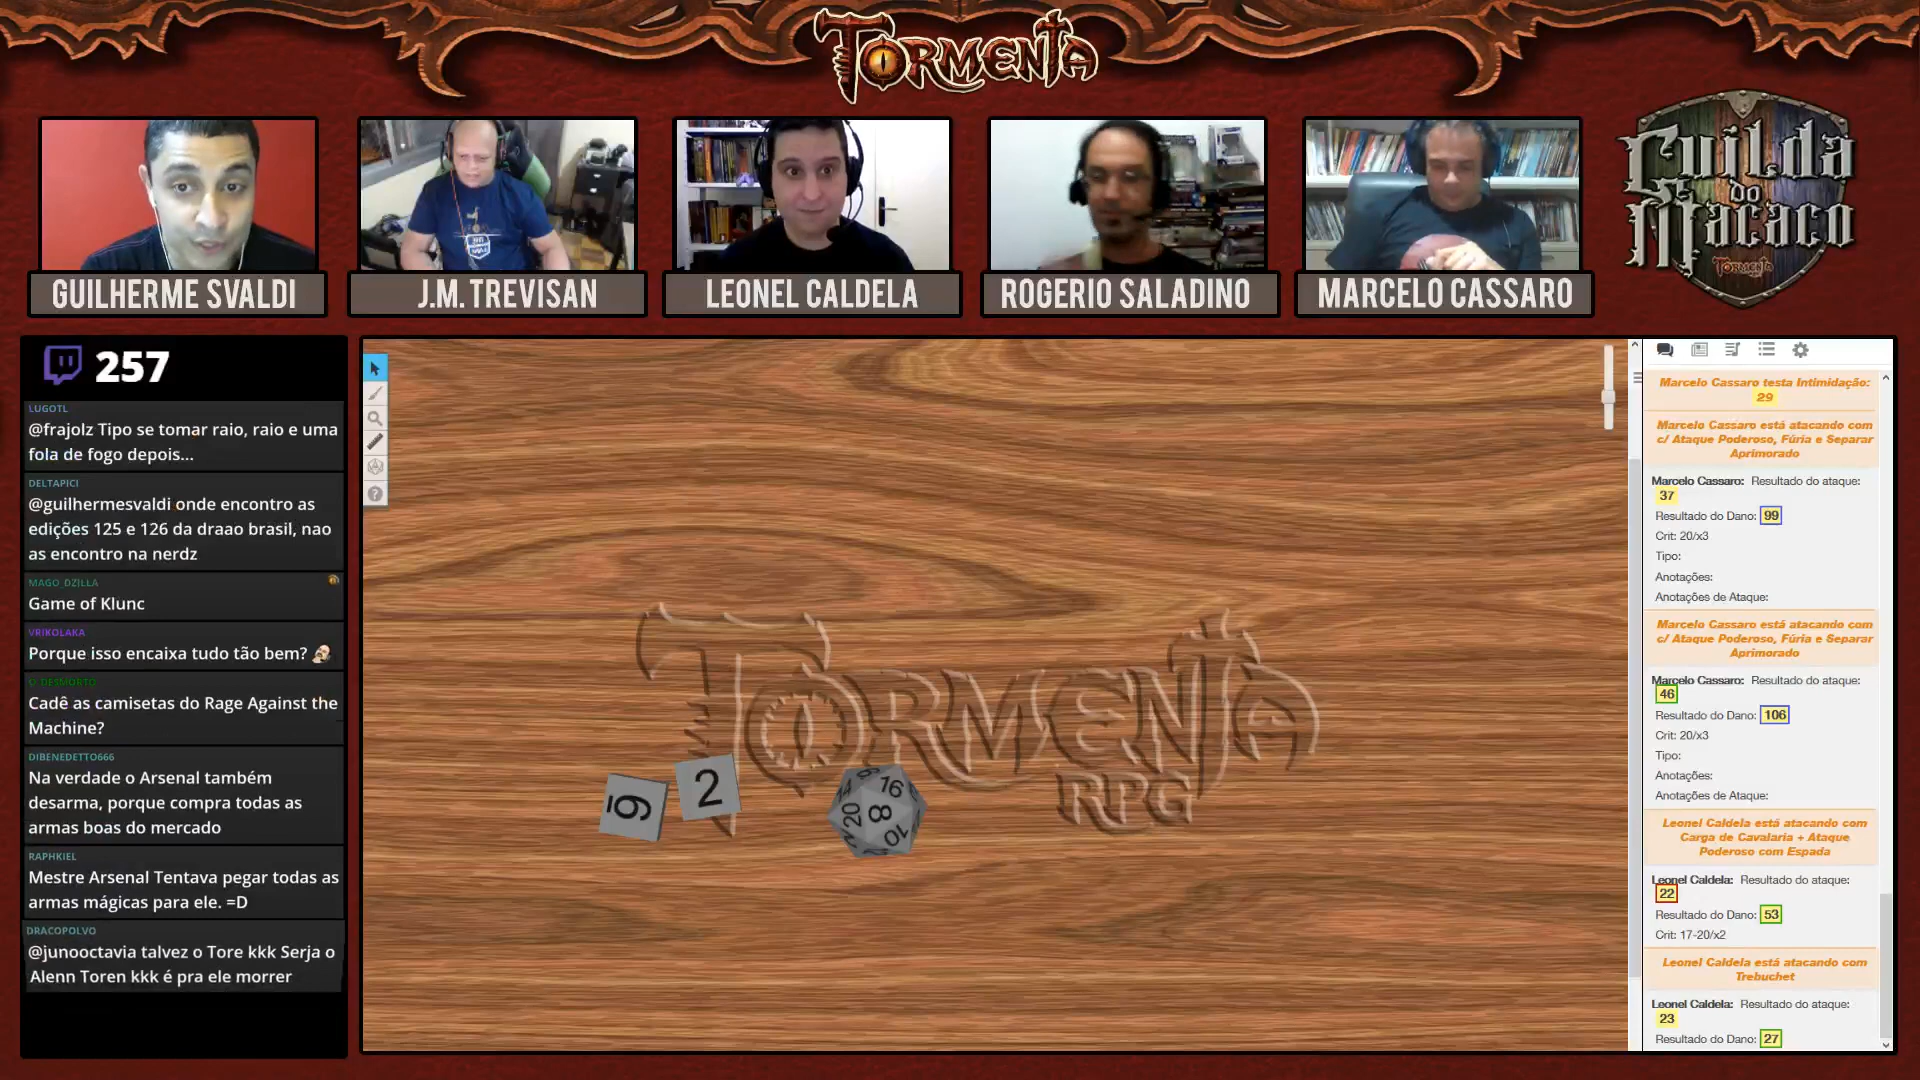 TORMENTA
GUILHERME SVALDI
J.M. TREVISAN
LEONEL CALDELA
ROGERIO SALADINO
MARCELO CASSARO
Guilda
do
Macaco
TORMENTA
257
LUGOTL
@frajolz Tipo se tomar raio, raio e uma
fola de fogo depois...
DELTAPICI
@guilhermesvaldi onde encontro as
edições 125 e 126 da draao brasil, nao
as encontro na nerdz
MAGO_DZILLA
Game of Klunc
VRIKOLAKA
Porque isso encaixa tudo tão bem?
O_DESMORTO
Cadê as camisetas do Rage Against the
Machine?
DIBENEDETTO666
Na verdade o Arsenal também
desarma, porque compra todas as
armas boas do mercado
RAPHKIEL
Mestre Arsenal Tentava pegar todas as
armas mágicas para ele. =D
DRACOPOLVO
@junooctavia talvez o Tore kkk Serja o
Alenn Toren kkk é pra ele morrer
TORMENTA
RPG
2
16
20
8
10
Marcelo Cassaro testa Intimidação:
29
Marcelo Cassaro está atacando com
c/ Ataque Poderoso, Fúria e Separar
Aprimorado
Marcelo Cassaro: Resultado do ataque:
37
Resultado do Dano: 99
Crit: 20/x3
Tipo:
Anotações:
Anotações de Ataque:
Marcelo Cassaro está atacando com
c/ Ataque Poderoso, Fúria e Separar
Aprimorado
Marcelo Cassaro: Resultado do ataque:
46
Resultado do Dano: 106
Crit: 20/x3
Tipo:
Anotações:
Anotações de Ataque:
Leonel Caldela está atacando com
Carga de Cavalaria + Ataque
Poderoso com Espada
Leonel Caldela: Resultado do ataque:
22
Resultado do Dano: 53
Crit: 17-20/x2
Leonel Caldela está atacando com
Trebuchet
Leonel Caldela: Resultado do ataque:
23
Resultado do Dano: 27